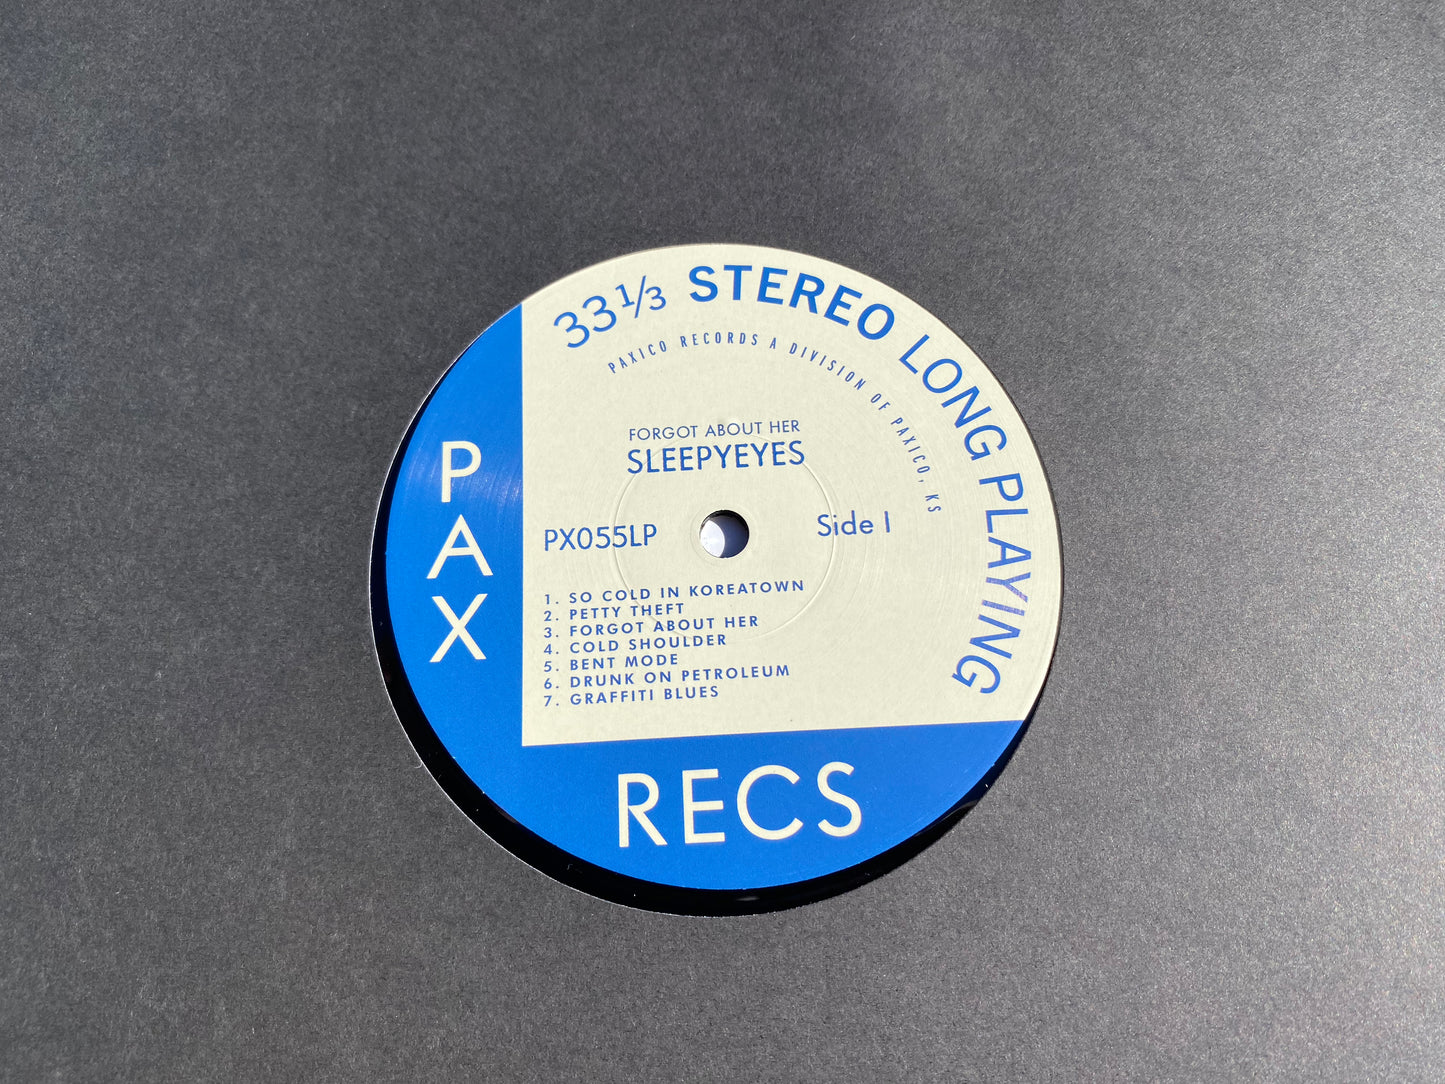 33 1/3 STEREO LONG PLAYING
PAXICO RECORDS A DIVISION OF PAXICO, KS
FORGOT ABOUT HER
SLEEPYEYES
PX055LP
Side I
1. SO COLD IN KOREATOWN
2. PETTY THEFT
3. FORGOT ABOUT HER
4. COLD SHOULDER
5. BENT MODE
6. DRUNK ON PETROLEUM
7. GRAFFITI BLUES
PAX
RECS